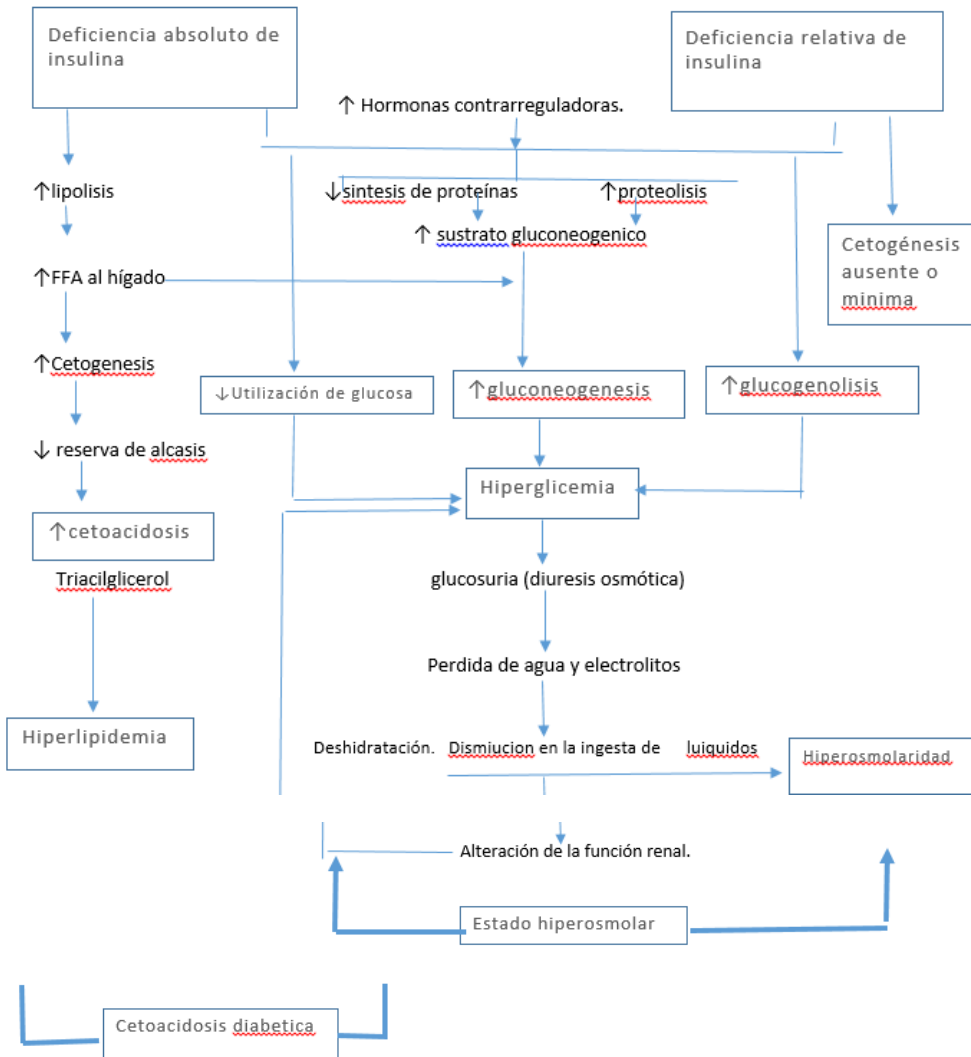 Deficiencia absoluto de
insulina
Deficiencia relativa de
insulina
↑ Hormonas contrarreguladoras.
↑lipolisis
↓sintesis de proteínas
↑proteolisis
↑ sustrato gluconeogenico
Cetogénesis
ausente o
minima
↑FFA al hígado
↑Cetogenesis
↓Utilización de glucosa
↑gluconeogenesis
↑glucogenolisis
↓ reserva de alcasis
Hiperglicemia
↑cetoacidosis
Triacilglicerol
glucosuria (diuresis osmótica)
Perdida de agua y electrolitos
Hiperlipidemia
Deshidratación. Dismiucion en la ingesta de luiquidos
Hiperosmolaridad
Alteración de la función renal.
Estado hiperosmolar
Cetoacidosis diabetica